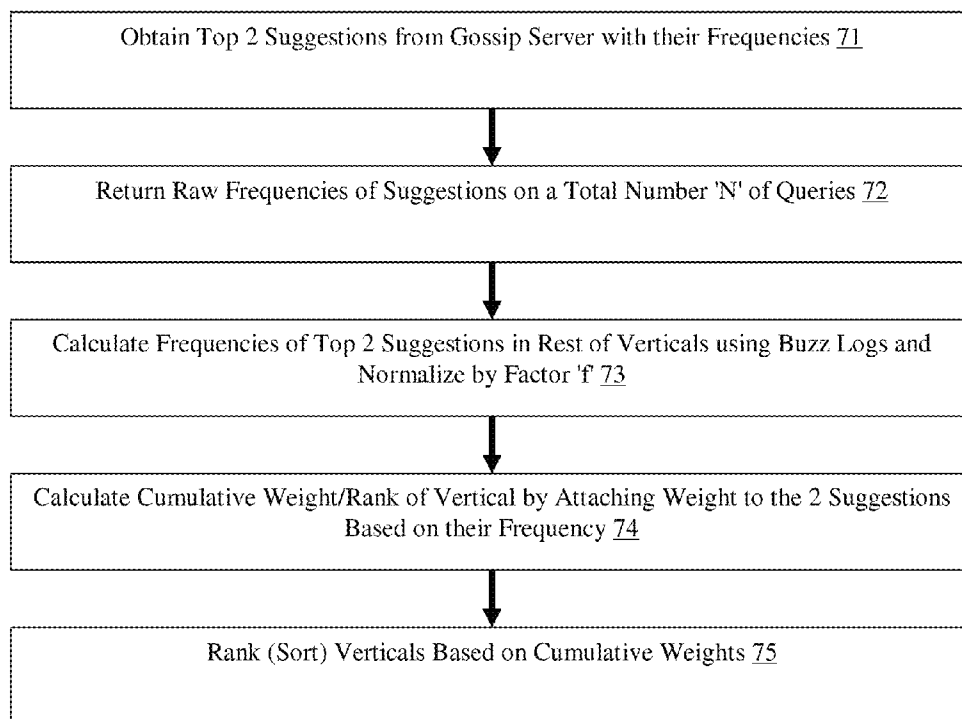 Obtain Top 2 Suggestions from Gossip Server with their Frequencies 71
Return Raw Frequencies of Suggestions on a Total Number 'N' of Queries 72
Calculate Frequencies of Top 2 Suggestions in Rest of Verticals using Buzz Logs and
Normalize by Factor 'f' 73
Calculate Cumulative Weight/Rank of Vertical by Attaching Weight to the 2 Suggestions
Based on their Frequency 74
Rank (Sort) Verticals Based on Cumulative Weights 75